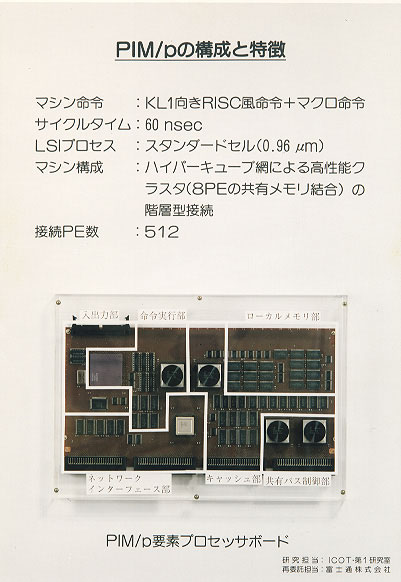 PIM/pの構成と特徴
マシン命令　：KL1向きRISC風命令＋マクロ命令
サイクルタイム：60 nsec
LSIプロセス　：スタンダードセル(0.96 μm)
マシン構成　：ハイパーキューブ網による高性能ク
ラスタ(8PEの共有メモリ結合）の
階層型接続
接続PE数　：512
入出力部
命令実行部
ローカルメモリ部
ネットワーク
インターフェース部
キャッシュ部
共有バス制御部
PIM/p要素プロセッサボード
研究担当：ICOT・第1研究室
再委託担当：富士通株式会社